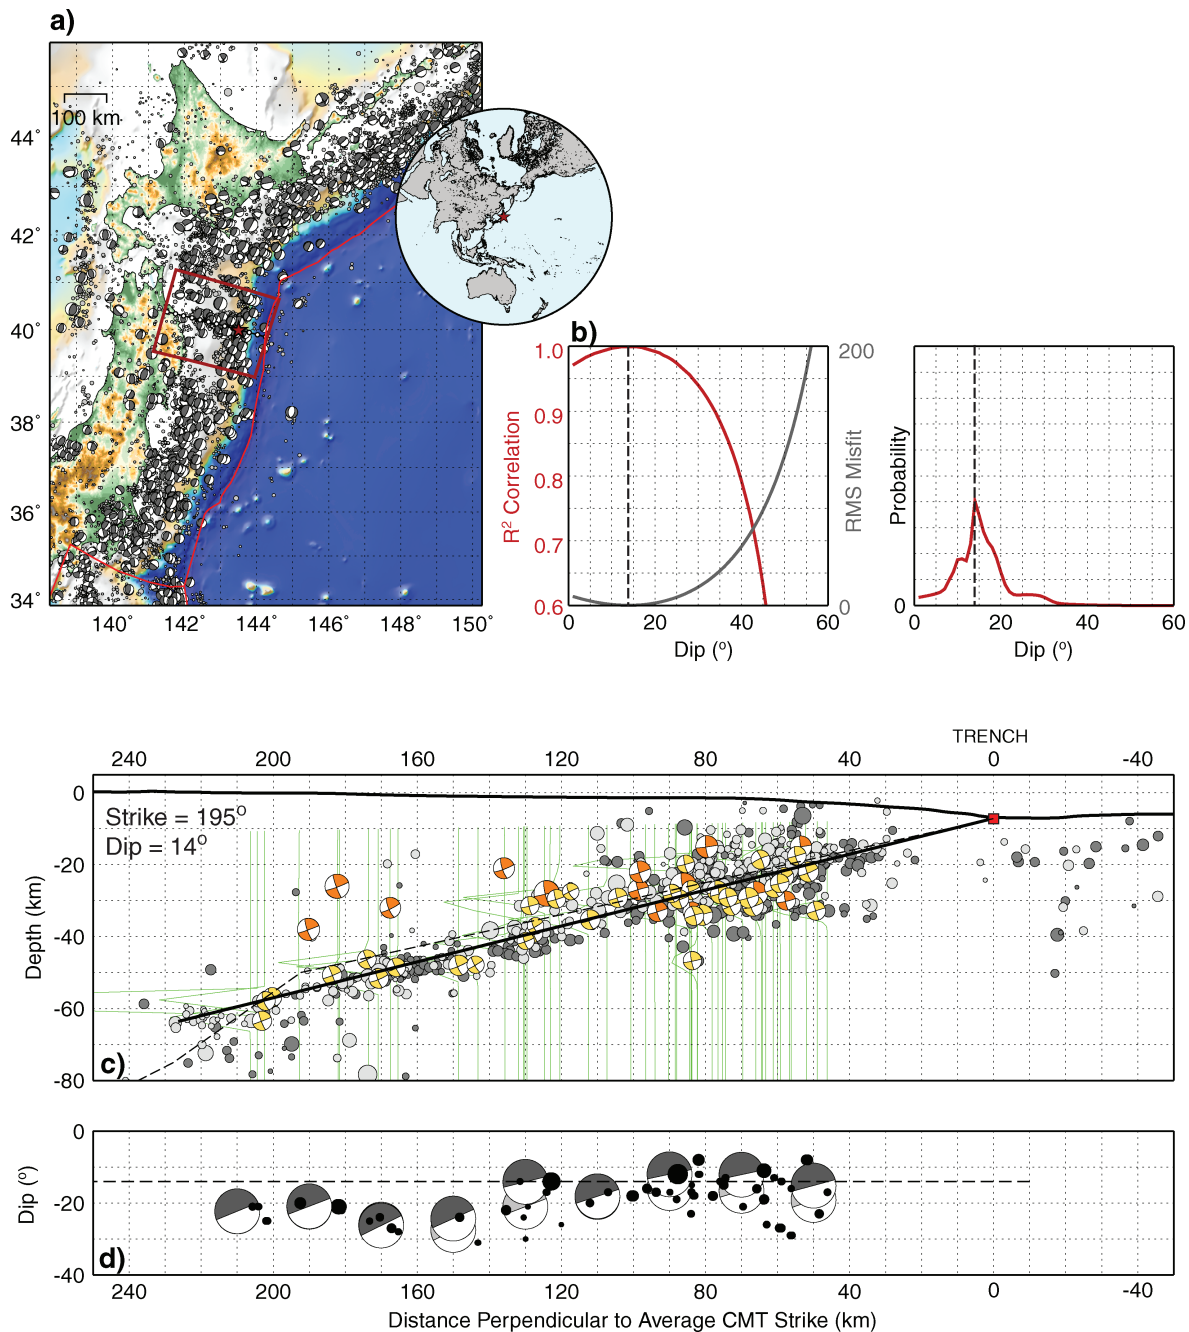 a)
100 km
44°
42°
40°
38°
36°
34°
140° 142° 144° 146° 148° 150°
b)
1.0
0.9
0.8
0.7
0.6
R² Correlation
200
0
RMS Misfit
0 20 40 60
Dip (°)
Probability
0
0 20 40 60
Dip (°)
TRENCH
240 200 160 120 80 40 0 -40
0
-20
-40
-60
-80
Depth (km)
Strike = 195°
Dip = 14°
c)
0
-20
-40
Dip (°)
d)
240 200 160 120 80 40 0 -40
Distance Perpendicular to Average CMT Strike (km)